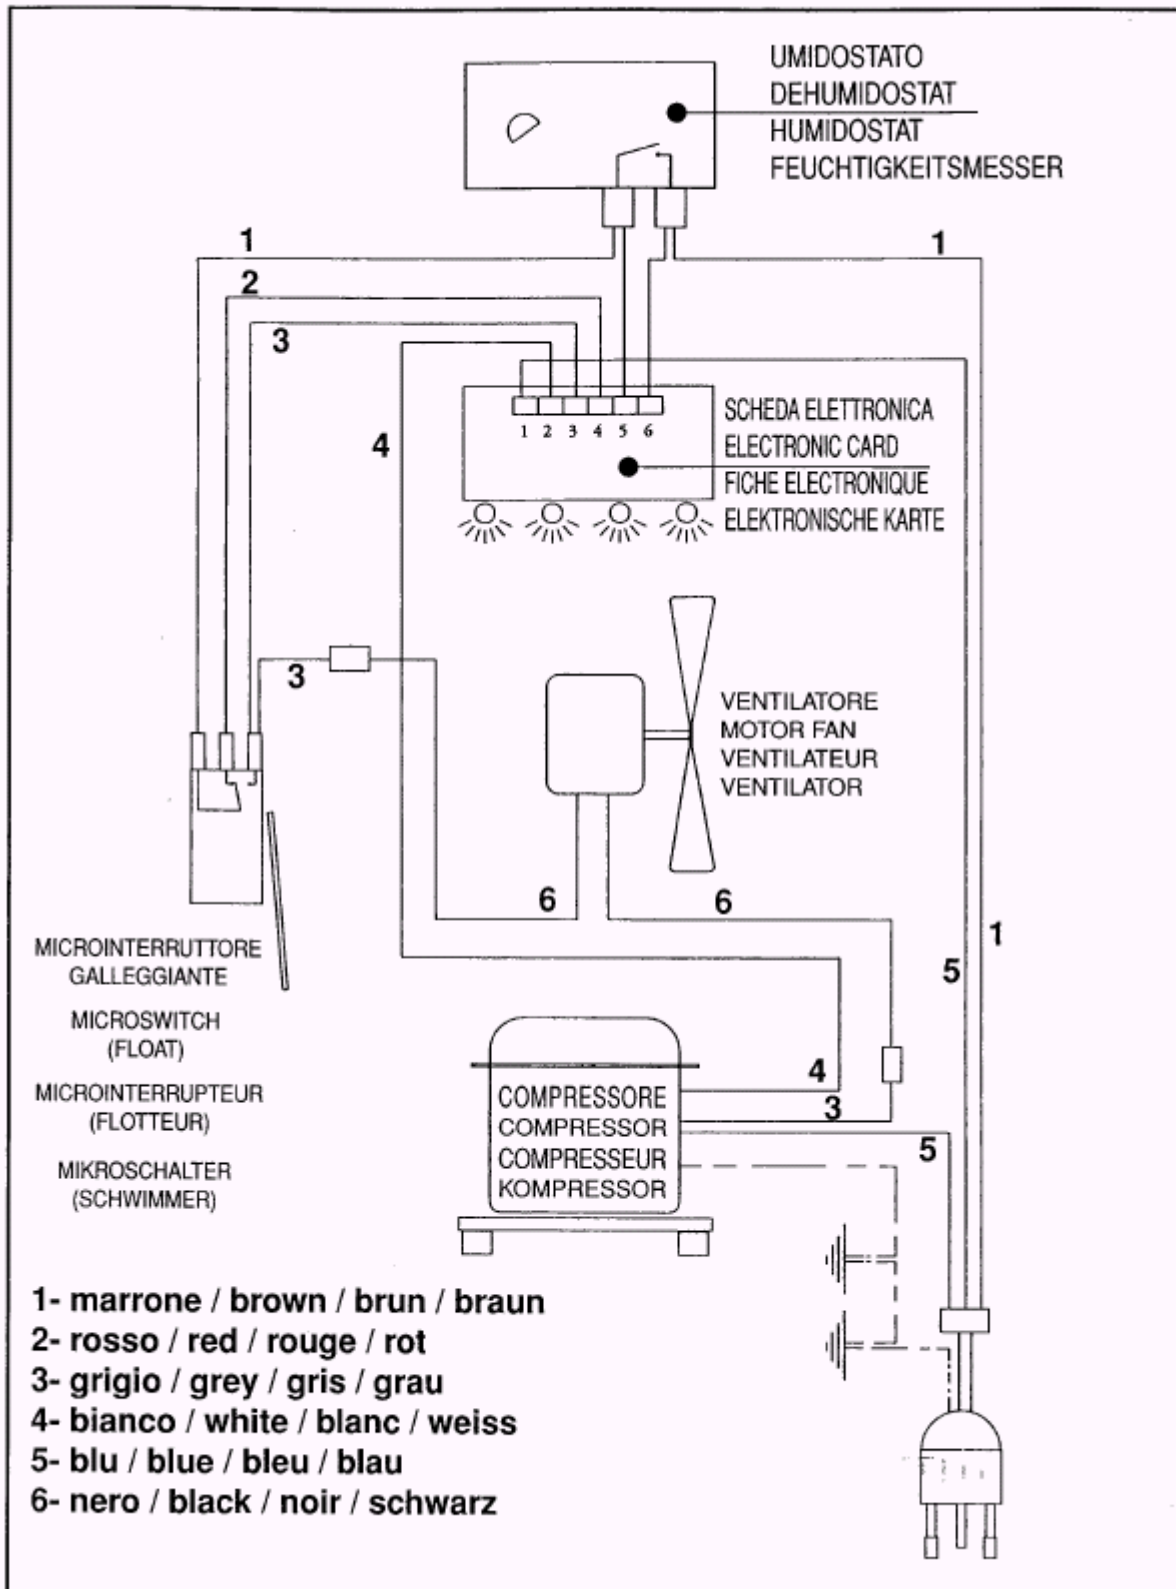 UMIDOSTATO
DEHUMIDOSTAT
HUMIDOSTAT
FEUCHTIGKEITSMESSER
1
1
2
3
4
1 2 3 4 5 6
SCHEDA ELETTRONICA
ELECTRONIC CARD
FICHE ELECTRONIQUE
ELEKTRONISCHE KARTE
3
VENTILATORE
MOTOR FAN
VENTILATEUR
VENTILATOR
6
6
1
5
MICROINTERRUTTORE
GALLEGGIANTE
MICROSWITCH
(FLOAT)
MICROINTERRUPTEUR
(FLOTTEUR)
MIKROSCHALTER
(SCHWIMMER)
COMPRESSORE
COMPRESSOR
COMPRESSEUR
KOMPRESSOR
4
3
5
1- marrone / brown / brun / braun
2- rosso / red / rouge / rot
3- grigio / grey / gris / grau
4- bianco / white / blanc / weiss
5- blu / blue / bleu / blau
6- nero / black / noir / schwarz